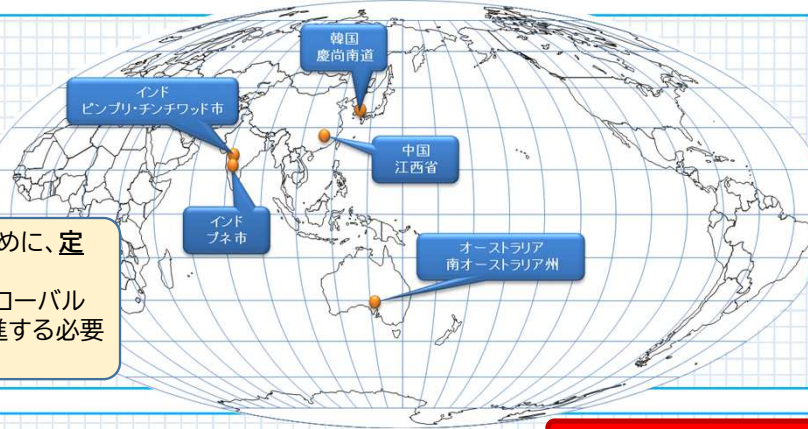 韓国
慶尚南道
インド
ピンプリ・チンチワッド市
中国
江西省
インド
プネ市
オーストラリア
南オーストラリア州
めに、定
ローバル
進する必要